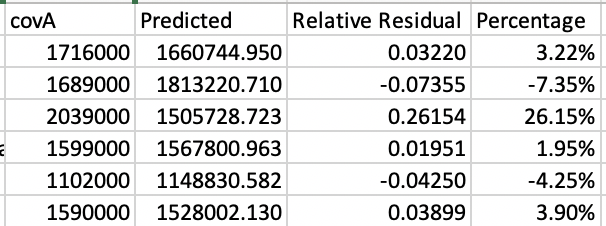 covA Predicted Relative Residual Percentage
1716000 1660744.950 0.03220 3.22%
1689000 1813220.710 -0.07355 -7.35%
2039000 1505728.723 0.26154 26.15%
1599000 1567800.963 0.01951 1.95%
1102000 1148830.582 -0.04250 -4.25%
1590000 1528002.130 0.03899 3.90%